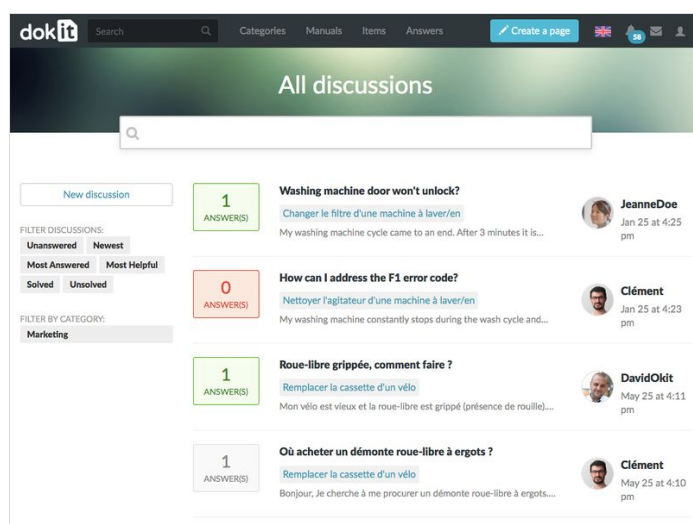 dokit Search Categories Manuals Items Answers Create a page 58
All discussions
New discussion
FILTER DISCUSSIONS:
Unanswered Newest
Most Answered Most Helpful
Solved Unsolved
FILTER BY CATEGORY:
Marketing
1
ANSWER(S)
Washing machine door won't unlock?
Changer le filtre d'une machine à laver/en
My washing machine cycle came to an end. After 3 minutes it is...
JeanneDoe
Jan 25 at 4:25
pm
0
ANSWER(S)
How can I address the F1 error code?
Nettoyer l'agitateur d'une machine à laver/en
My washing machine constantly stops during the wash cycle and...
Clément
Jan 25 at 4:23
pm
1
ANSWER(S)
Roue-libre grippée, comment faire ?
Remplacer la cassette d'un vélo
Mon vélo est vieux et la roue-libre est grippé (présence de rouille)....
DavidOkit
May 25 at 4:11
pm
1
ANSWER(S)
Où acheter un démonte roue-libre à ergots ?
Remplacer la cassette d'un vélo
Bonjour, Je cherche à me procurer un démonte roue-libre à ergots....
Clément
May 25 at 4:10
pm